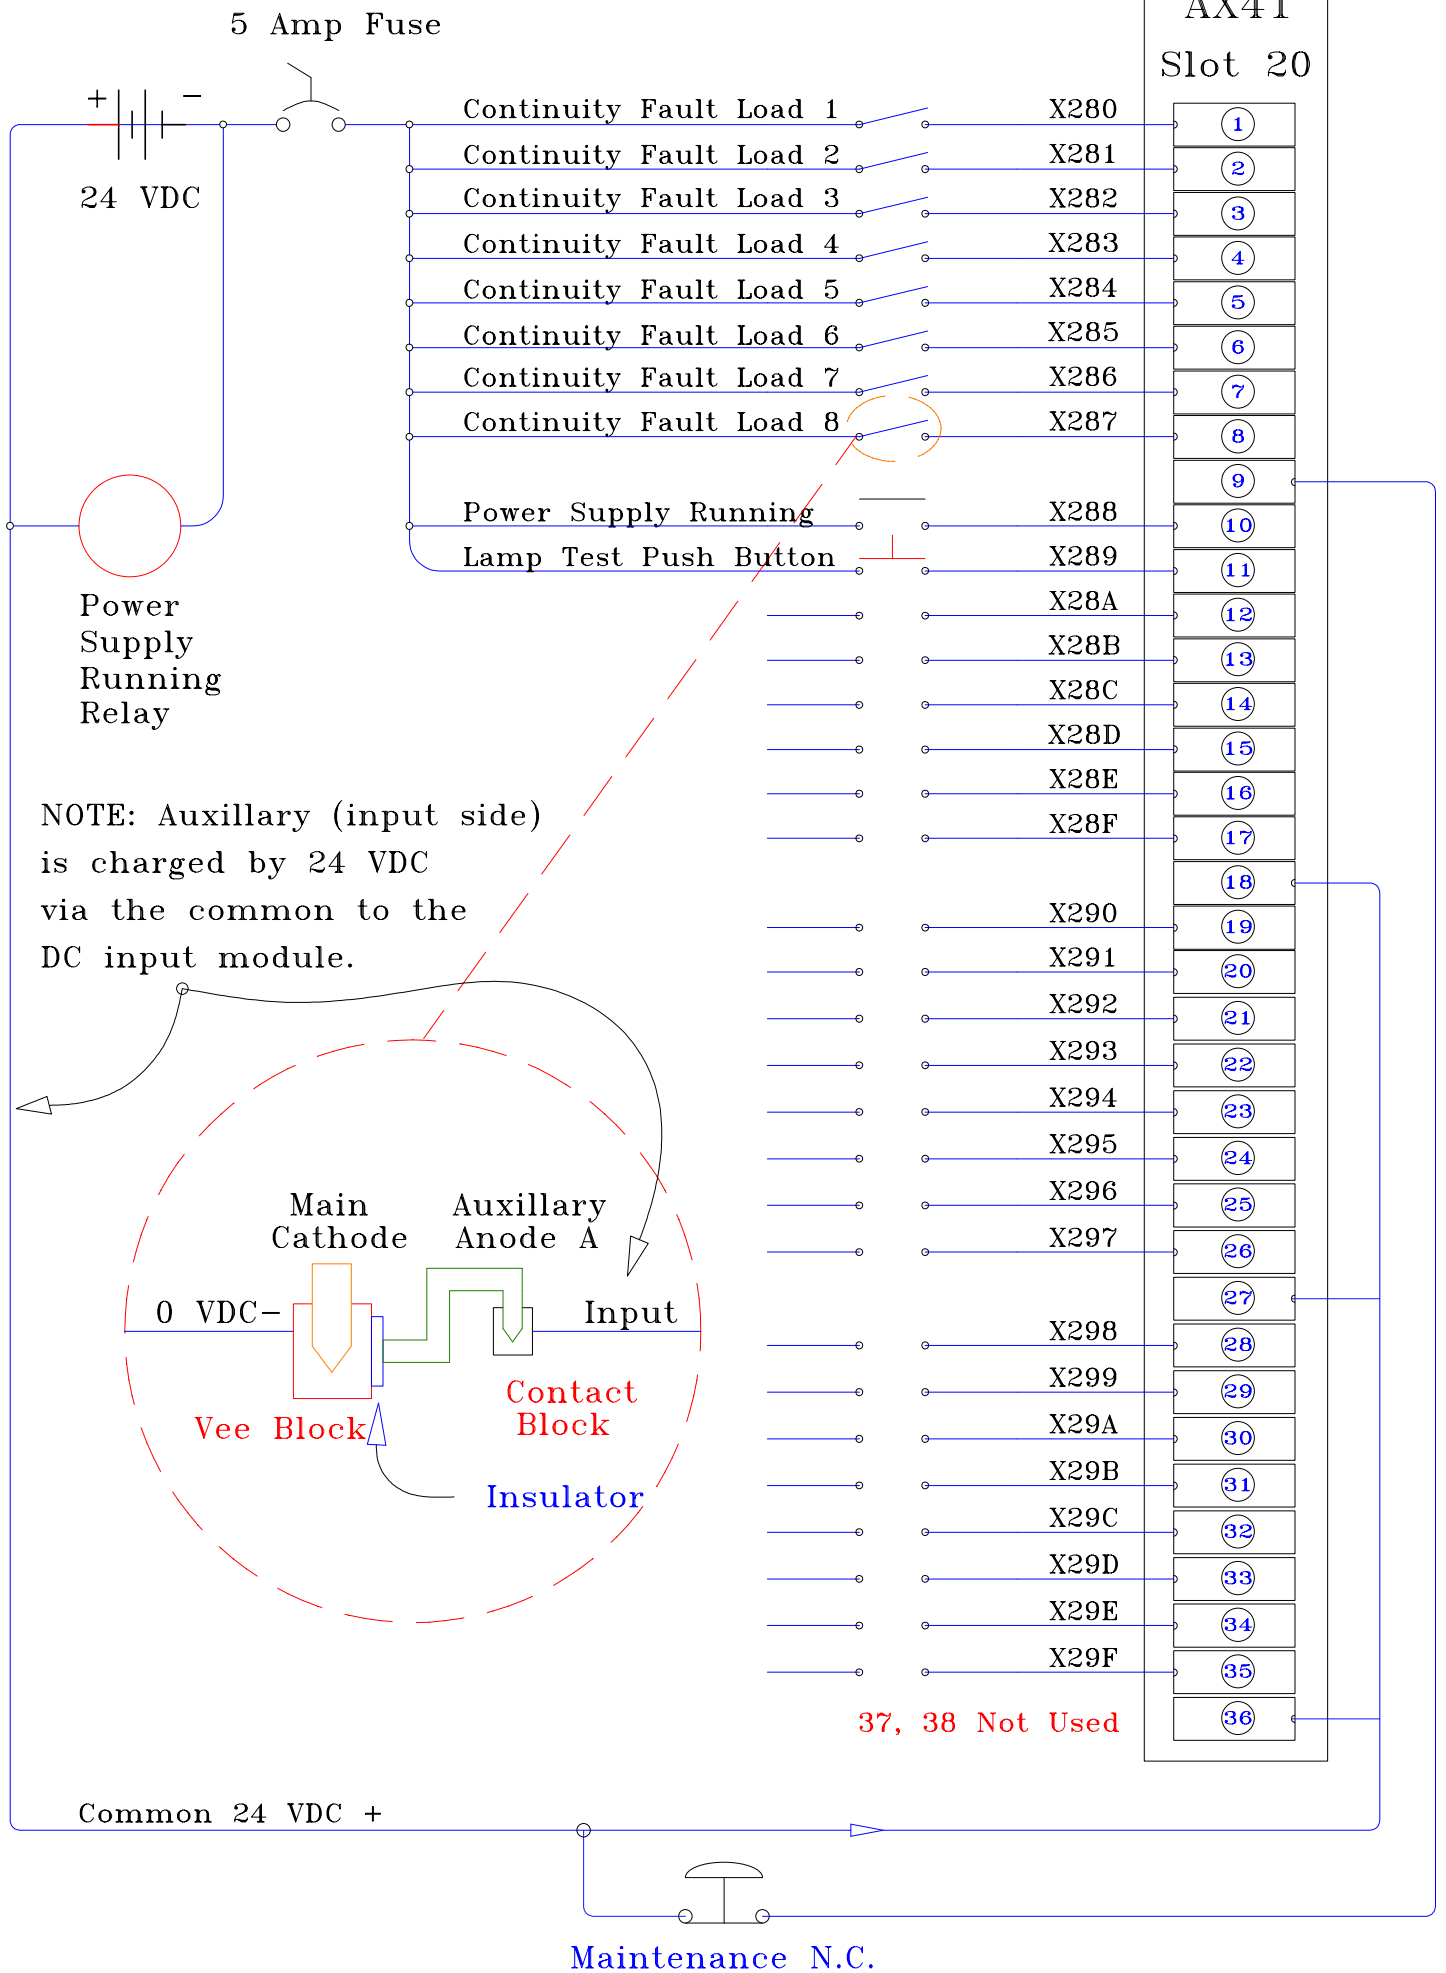 AX41
5 Amp Fuse
Slot 20
+ −
24 VDC
Continuity Fault Load 1 X280 1
Continuity Fault Load 2 X281 2
Continuity Fault Load 3 X282 3
Continuity Fault Load 4 X283 4
Continuity Fault Load 5 X284 5
Continuity Fault Load 6 X285 6
Continuity Fault Load 7 X286 7
Continuity Fault Load 8 X287 8
9
Power Supply Running X288 10
Lamp Test Push Button X289 11
X28A 12
X28B 13
X28C 14
X28D 15
X28E 16
X28F 17
18
X290 19
X291 20
X292 21
X293 22
X294 23
X295 24
X296 25
X297 26
27
X298 28
X299 29
X29A 30
X29B 31
X29C 32
X29D 33
X29E 34
X29F 35
37, 38 Not Used 36
Power
Supply
Running
Relay
NOTE: Auxillary (input side)
is charged by 24 VDC
via the common to the
DC input module.
Main
Cathode
Auxillary
Anode A
0 VDC−
Input
Vee Block
Contact
Block
Insulator
Common 24 VDC +
Maintenance N.C.